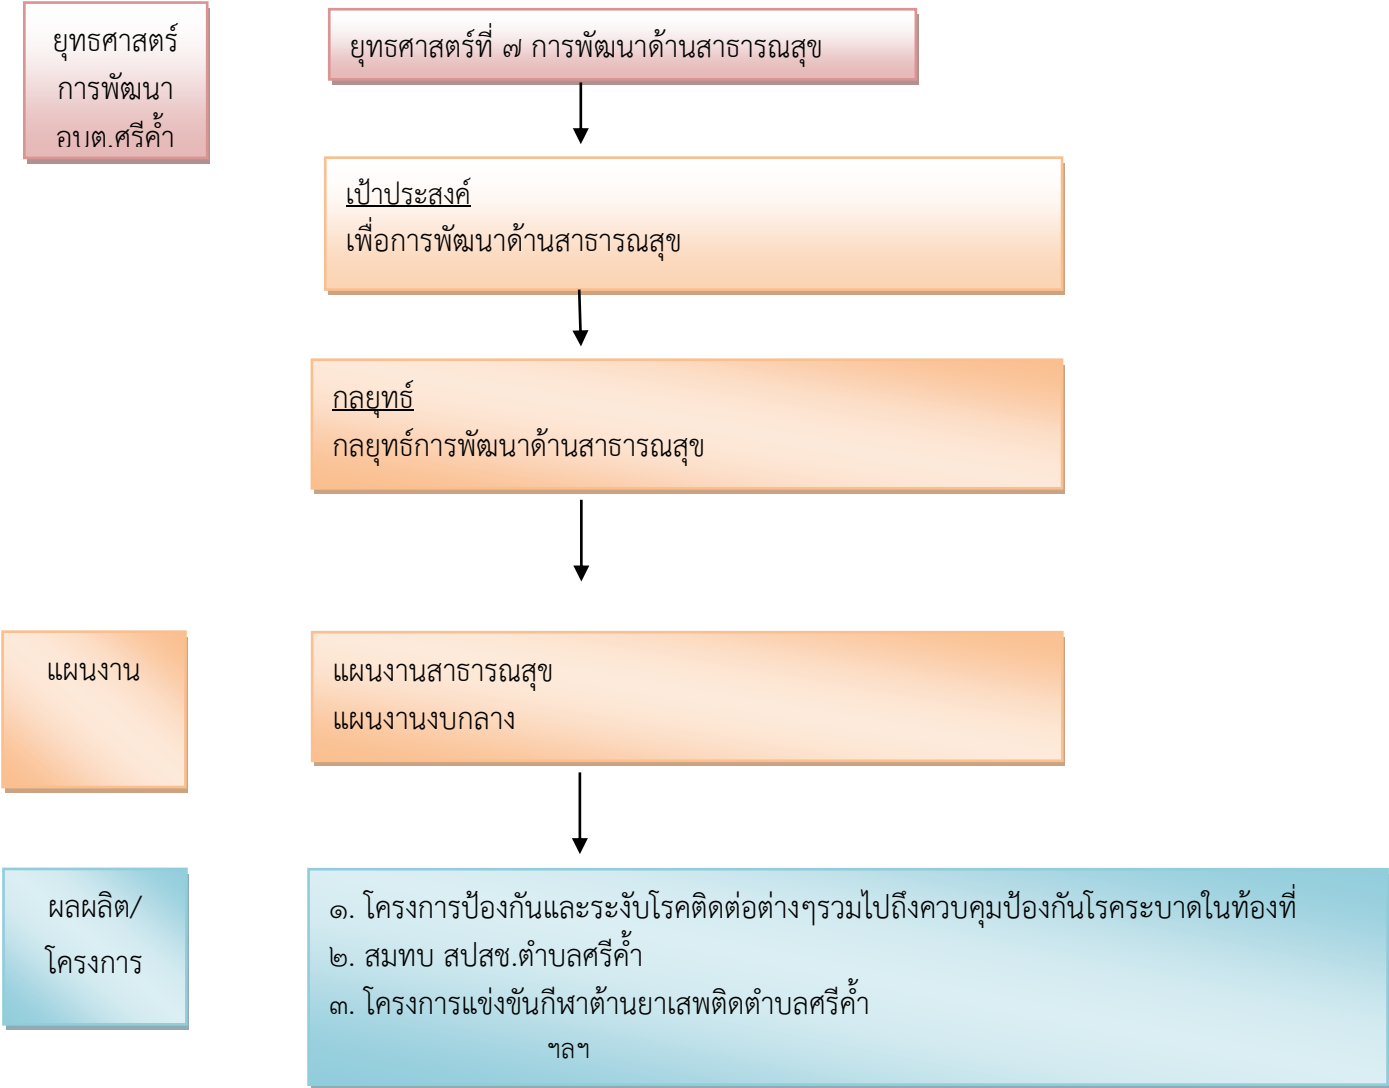 ยุทธศาสตร์
การพัฒนา
อบต.ศรีค้ำ
ยุทธศาสตร์ที่ ๗ การพัฒนาด้านสาธารณสุข
เป้าประสงค์
เพื่อการพัฒนาด้านสาธารณสุข
กลยุทธ์
กลยุทธ์การพัฒนาด้านสาธารณสุข
แผนงาน
แผนงานสาธารณสุข
แผนงานงบกลาง
ผลผลิต/
โครงการ
๑. โครงการป้องกันและระงับโรคติดต่อต่างๆรวมไปถึงควบคุมป้องกันโรคระบาดในท้องที่
๒. สมทบ สปสช.ตำบลศรีค้ำ
๓. โครงการแข่งขันกีฬาต้านยาเสพติดตำบลศรีค้ำ
ฯลฯ